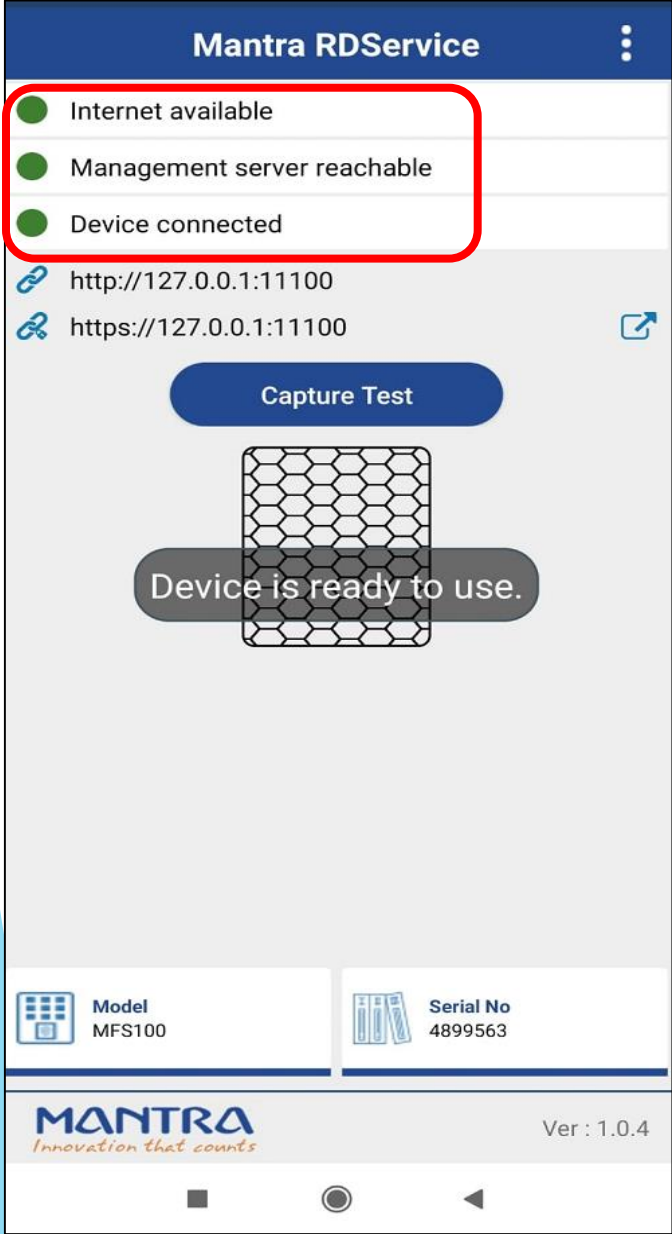 Mantra RDService
Internet available
Management server reachable
Device connected
http://127.0.0.1:11100
https://127.0.0.1:11100
Capture Test
Device is ready to use.
Model
MFS100
Serial No
4899563
MANTRA
Innovation that counts
Ver : 1.0.4